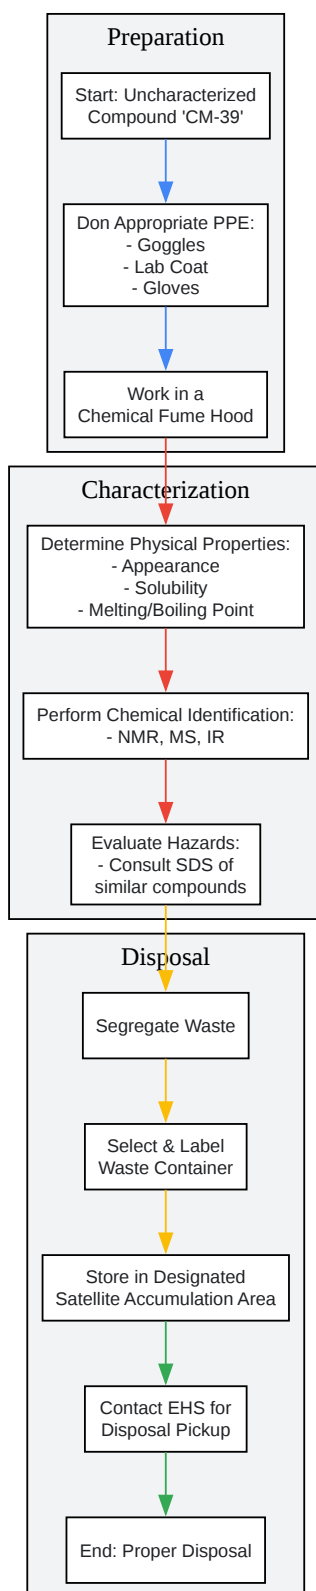 Preparation
Start: Uncharacterized
Compound 'CM-39'
Don Appropriate PPE:
- Goggles
- Lab Coat
- Gloves
Work in a
Chemical Fume Hood
Characterization
Determine Physical Properties:
- Appearance
- Solubility
- Melting/Boiling Point
Perform Chemical Identification:
- NMR, MS, IR
Evaluate Hazards:
- Consult SDS of
similar compounds
Disposal
Segregate Waste
Select & Label
Waste Container
Store in Designated
Satellite Accumulation Area
Contact EHS for
Disposal Pickup
End: Proper Disposal